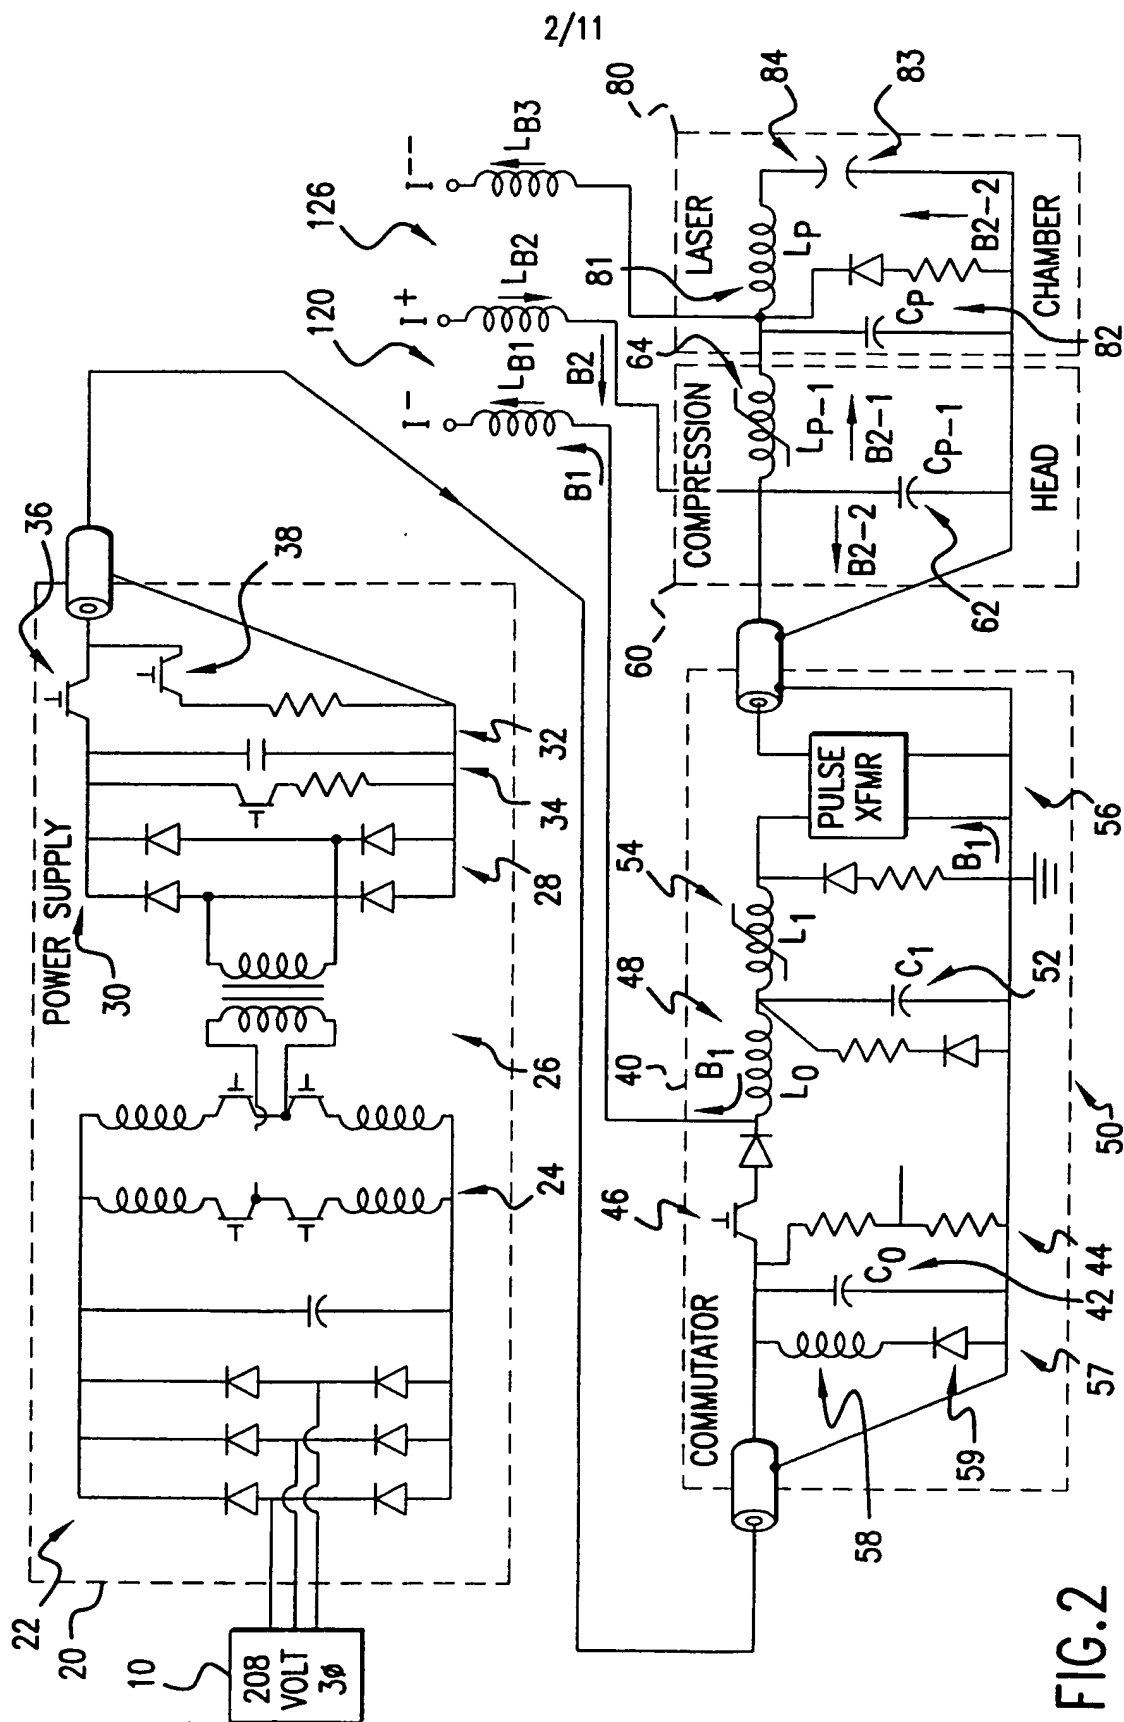 2/11
FIG.2
10
208
VOLT
3ø
20
22
POWER SUPPLY
24
26
28
30
32
34
36
38
120
126
I-
I+
I--
LB1
LB2
LB3
B1
B2
COMMUTATOR
40
42
44
46
48
50
52
54
56
57
58
59
C0
L0
B1
C1
L1
B1
PULSE
XFMR
60
COMPRESSION
HEAD
62
64
LP-1
CP-1
B2-1
B2-2
80
LASER
CHAMBER
81
82
83
84
LP
CP
B2-2